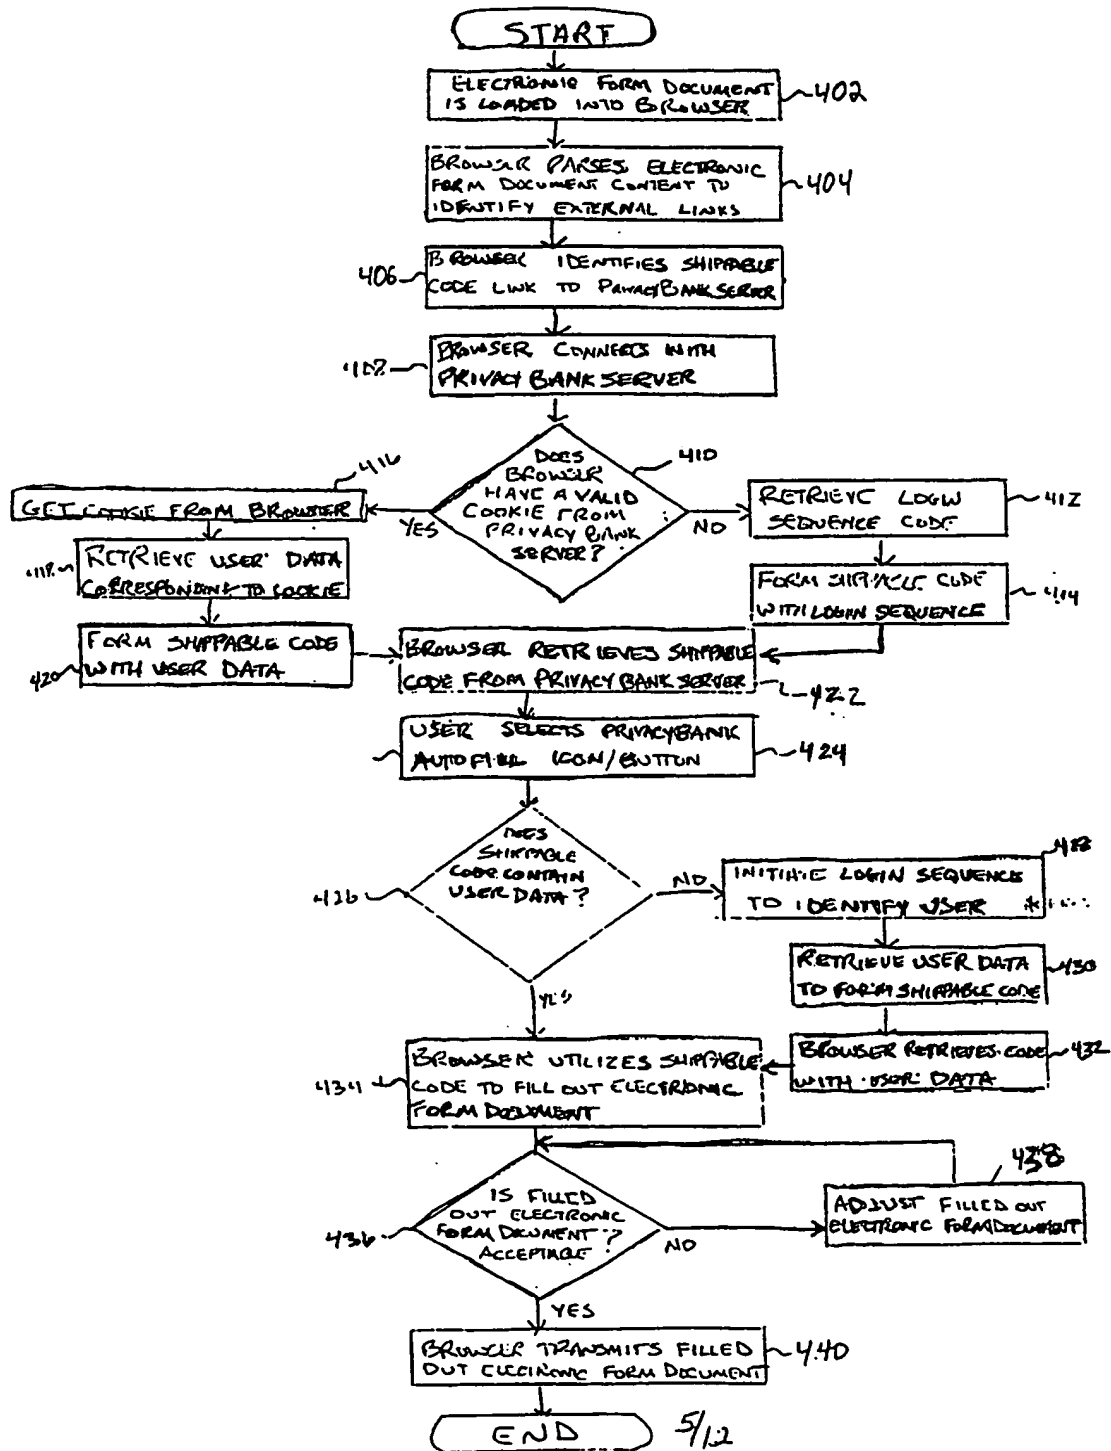 START
ELECTRONIC FORM DOCUMENT
IS LOADED INTO BROWSER
402
BROWSER PARSES ELECTRONIC
FORM DOCUMENT CONTENT TO
IDENTIFY EXTERNAL LINKS
404
BROWSER IDENTIFIES SHIPPABLE
CODE LINK TO PRIVACYBANK SERVER
406
BROWSER CONNECTS WITH
PRIVACY BANK SERVER
408
DOES
BROWSER
HAVE A VALID
COOKIE FROM
PRIVACY BANK
SERVER?
410
YES
NO
416
GET COOKIE FROM BROWSER
RETRIEVE USER DATA
CORRESPONDING TO COOKIE
418
FORM SHIPPABLE CODE
WITH USER DATA
420
RETRIEVE LOGIN
SEQUENCE CODE
412
FORM SHIPPABLE CODE
WITH LOGIN SEQUENCE
414
BROWSER RETRIEVES SHIPPABLE
CODE FROM PRIVACYBANK SERVER
422
USER SELECTS PRIVACYBANK
AUTOFILL ICON/BUTTON
424
DOES
SHIPPABLE
CODE CONTAIN
USER DATA?
426
NO
YES
428
INITIATE LOGIN SEQUENCE
TO IDENTIFY USER *
RETRIEVE USER DATA
TO FORM SHIPPABLE CODE
430
BROWSER RETRIEVES CODE
WITH USER DATA
432
BROWSER UTILIZES SHIPPABLE
CODE TO FILL OUT ELECTRONIC
FORM DOCUMENT
434
IS FILLED
OUT ELECTRONIC
FORM DOCUMENT ?
ACCEPTABLE
436
NO
438
ADJUST FILLED OUT
ELECTRONIC FORM DOCUMENT
YES
BROWSER TRANSMITS FILLED
OUT ELECTRONIC FORM DOCUMENT
440
END
5/12